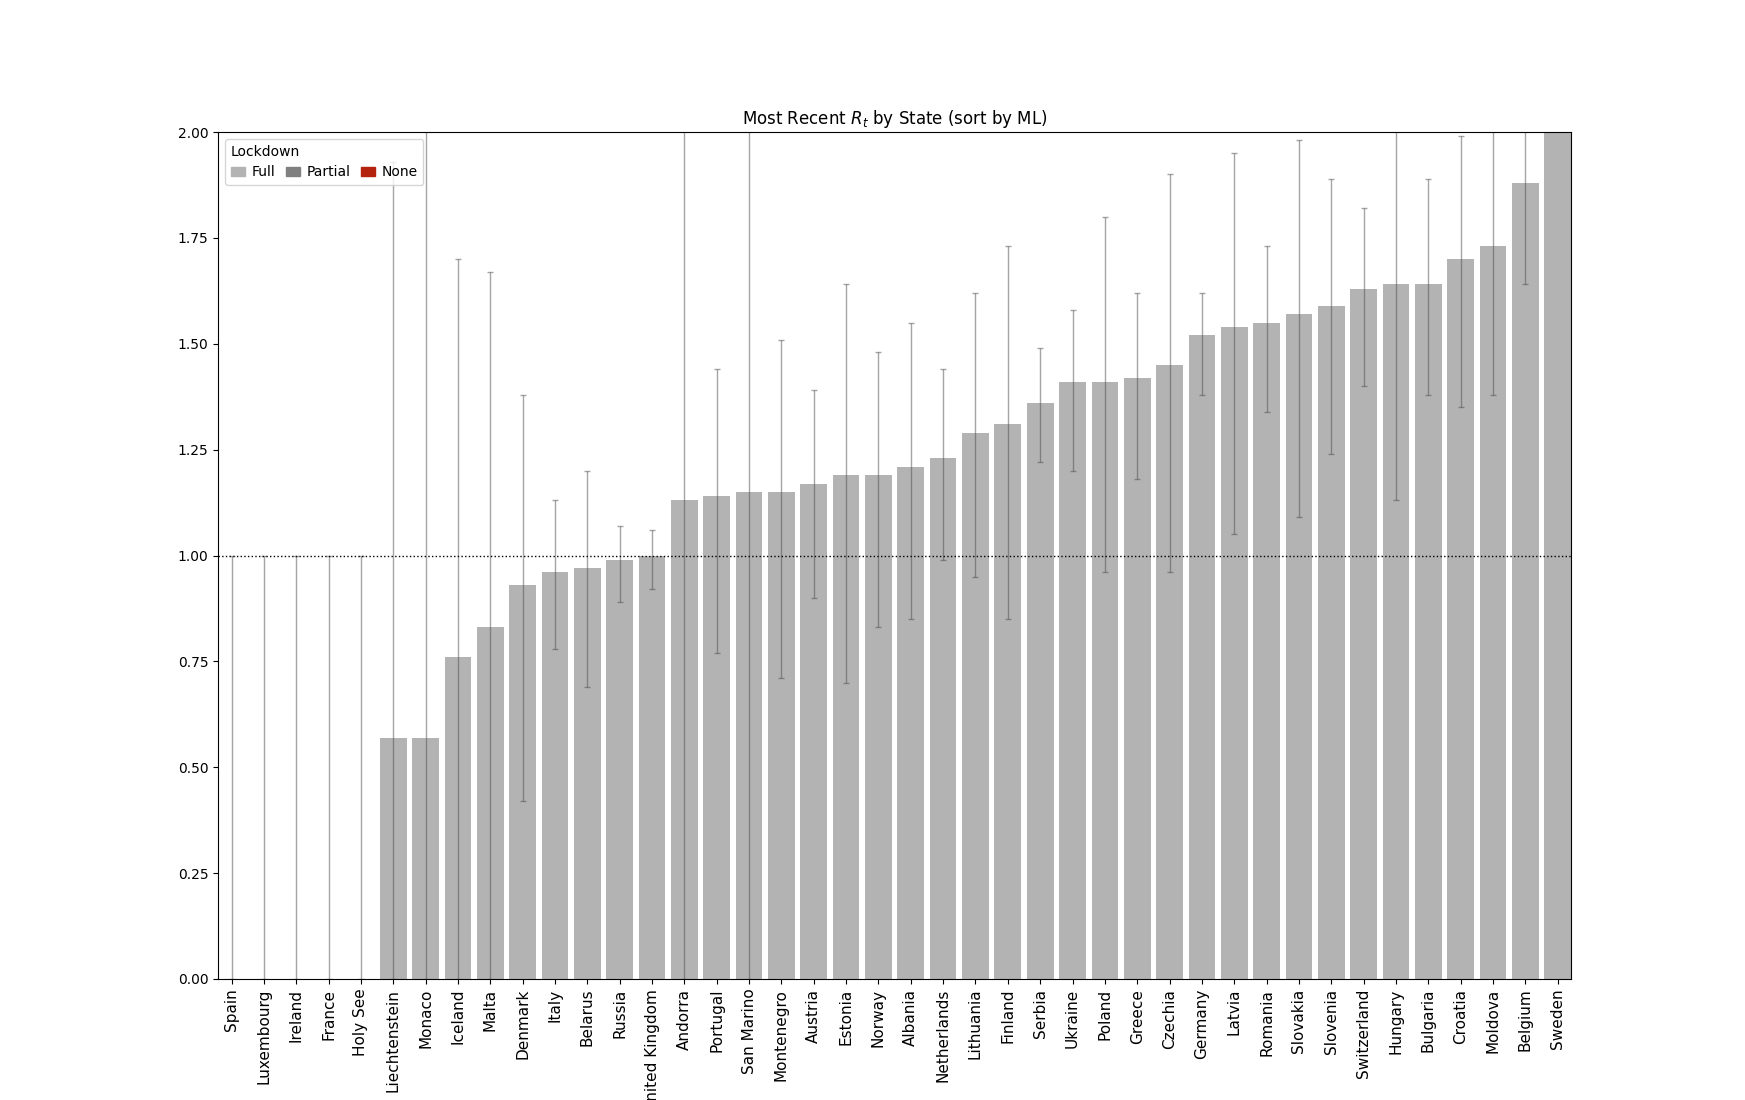 Most Recent Rt by State (sort by ML)
Lockdown
Full Partial None
2.00
1.75
1.50
1.25
1.00
0.75
0.50
0.25
0.00
Spain
Luxembourg
Ireland
France
Holy See
Liechtenstein
Monaco
Iceland
Malta
Denmark
Italy
Belarus
Russia
nited Kingdom
Andorra
Portugal
San Marino
Montenegro
Austria
Estonia
Norway
Albania
Netherlands
Lithuania
Finland
Serbia
Ukraine
Poland
Greece
Czechia
Germany
Latvia
Romania
Slovakia
Slovenia
Switzerland
Hungary
Bulgaria
Croatia
Moldova
Belgium
Sweden